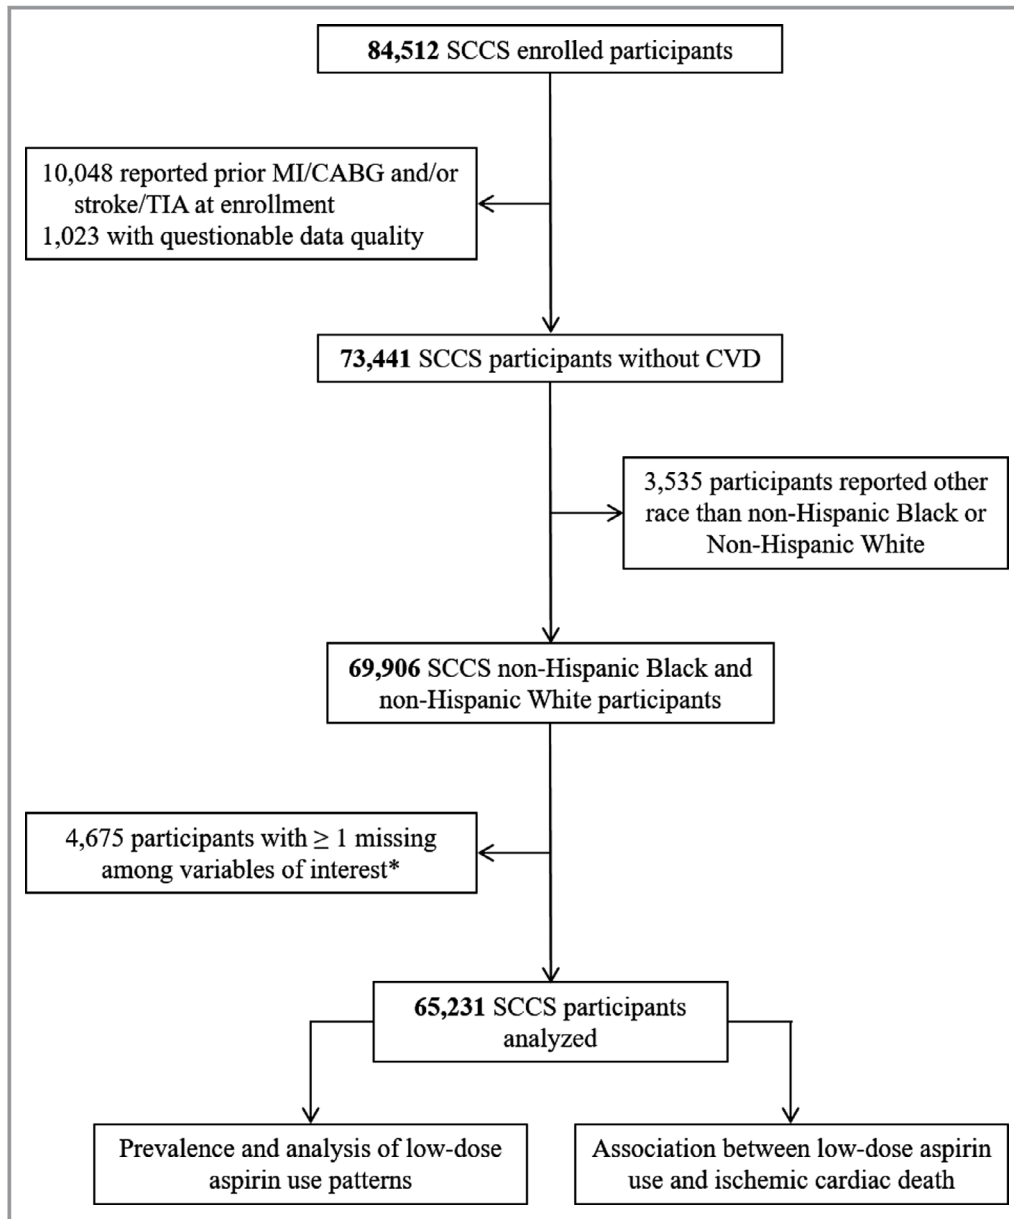 84,512 SCCS enrolled participants
10,048 reported prior MI/CABG and/or
stroke/TIA at enrollment
1,023 with questionable data quality
73,441 SCCS participants without CVD
3,535 participants reported other
race than non-Hispanic Black or
Non-Hispanic White
69,906 SCCS non-Hispanic Black and
non-Hispanic White participants
4,675 participants with ≥ 1 missing
among variables of interest*
65,231 SCCS participants
analyzed
Prevalence and analysis of low-dose
aspirin use patterns
Association between low-dose aspirin
use and ischemic cardiac death